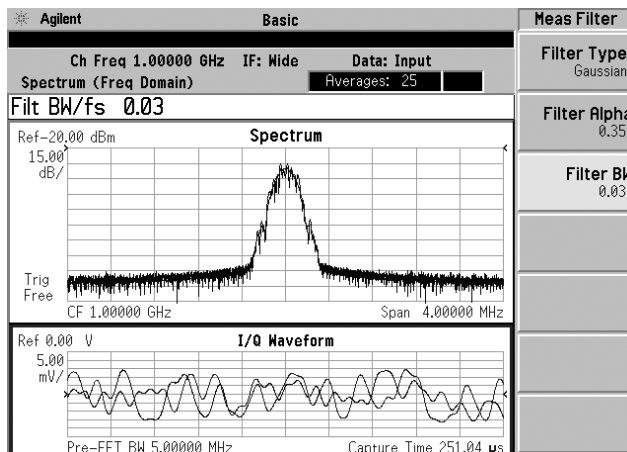 Agilent Basic Meas Filter
Ch Freq 1.00000 GHz IF: Wide Data: Input
Spectrum (Freq Domain) Averages: 25
Filt BW/fs 0.03
Filter Type
Gaussian
Filter Alpha
0.35
Filter BW
0.03
Ref-20.00 dBm Spectrum
15.00
dB/
Trig
Free
CF 1.00000 GHz Span 4.00000 MHz
Ref 0.00 V I/Q Waveform
5.00
mV/
Pre-FFT BW 5.00000 MHz Capture Time 251.04 µs